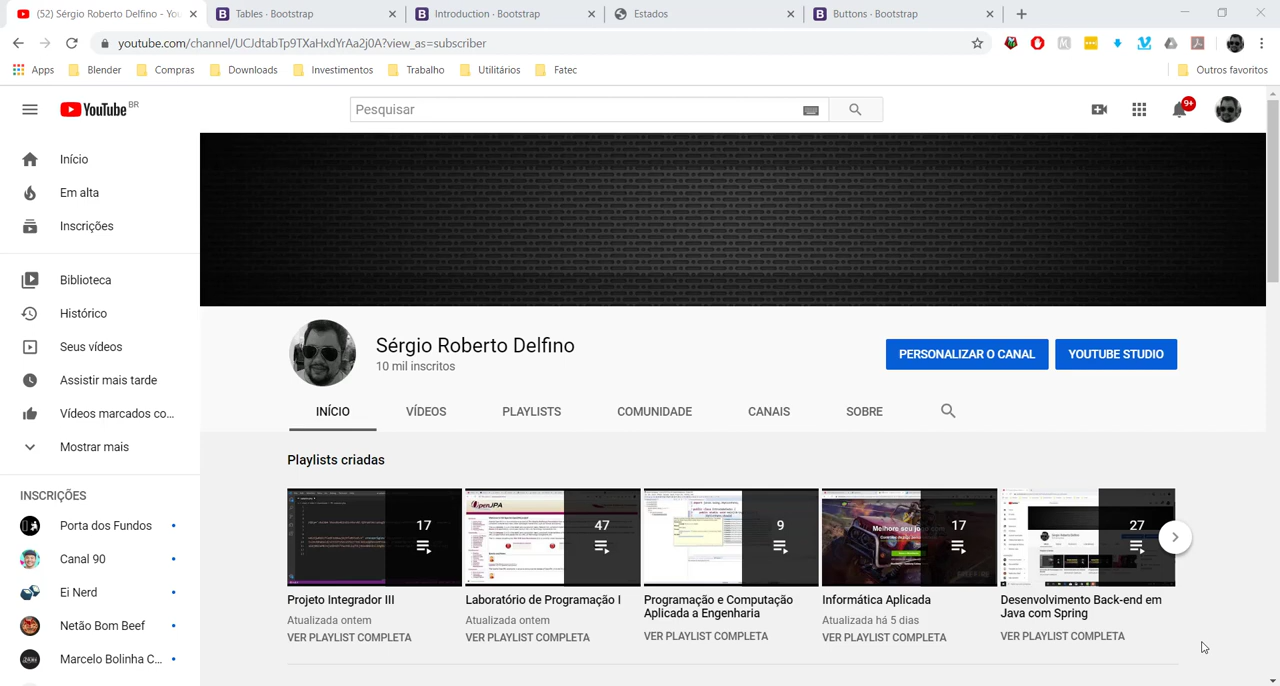 (52) Sérgio Roberto Delfino - You
Tables · Bootstrap
Introduction · Bootstrap
Estados
Buttons · Bootstrap
youtube.com/channel/UCJdtabTp9TXaHxdYrAa2j0A?view_as=subscriber
Apps
Blender
Compras
Downloads
Investimentos
Trabalho
Utilitários
Fatec
Outros favoritos
YouTube BR
Pesquisar
9+
Início
Em alta
Inscrições
Biblioteca
Histórico
Seus vídeos
Assistir mais tarde
Vídeos marcados co...
Mostrar mais
INSCRIÇÕES
Porta dos Fundos
Canal 90
Ei Nerd
Netão Bom Beef
Marcelo Bolinha C...
Sérgio Roberto Delfino
10 mil inscritos
PERSONALIZAR O CANAL
YOUTUBE STUDIO
INÍCIO
VÍDEOS
PLAYLISTS
COMUNIDADE
CANAIS
SOBRE
Playlists criadas
17
47
9
17
27
Projeto Integrador III
Atualizada ontem
VER PLAYLIST COMPLETA
Laboratório de Programação I
Atualizada ontem
VER PLAYLIST COMPLETA
Programação e Computação
Aplicada a Engenharia
VER PLAYLIST COMPLETA
Informática Aplicada
Atualizada há 5 dias
VER PLAYLIST COMPLETA
Desenvolvimento Back-end em
Java com Spring
VER PLAYLIST COMPLETA